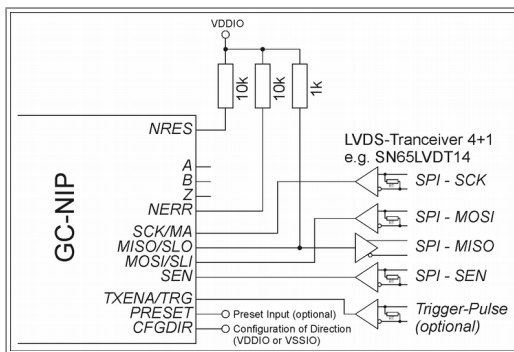 VDDIO
10k
10k
1k
NRES
LVDS-Tranceiver 4+1
e.g. SN65LVDT14
A
B
Z
NERR
GC-NIP
SCK/MA
SPI - SCK
MISO/SLO
SPI - MOSI
MOSI/SLI
SPI - MISO
SEN
SPI - SEN
TXENA/TRG
PRESET
Preset Input (optional)
Trigger-Pulse
(optional)
CFGDIR
Configuration of Direction
(VDDIO or VSSIO)